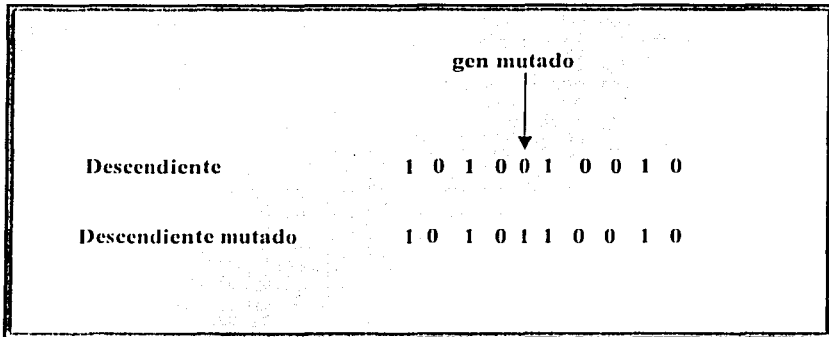 gen mutado
Descendiente 1 0 1 0 0 1 0 0 1 0
Descendiente mutado 1 0 1 0 1 1 0 0 1 0